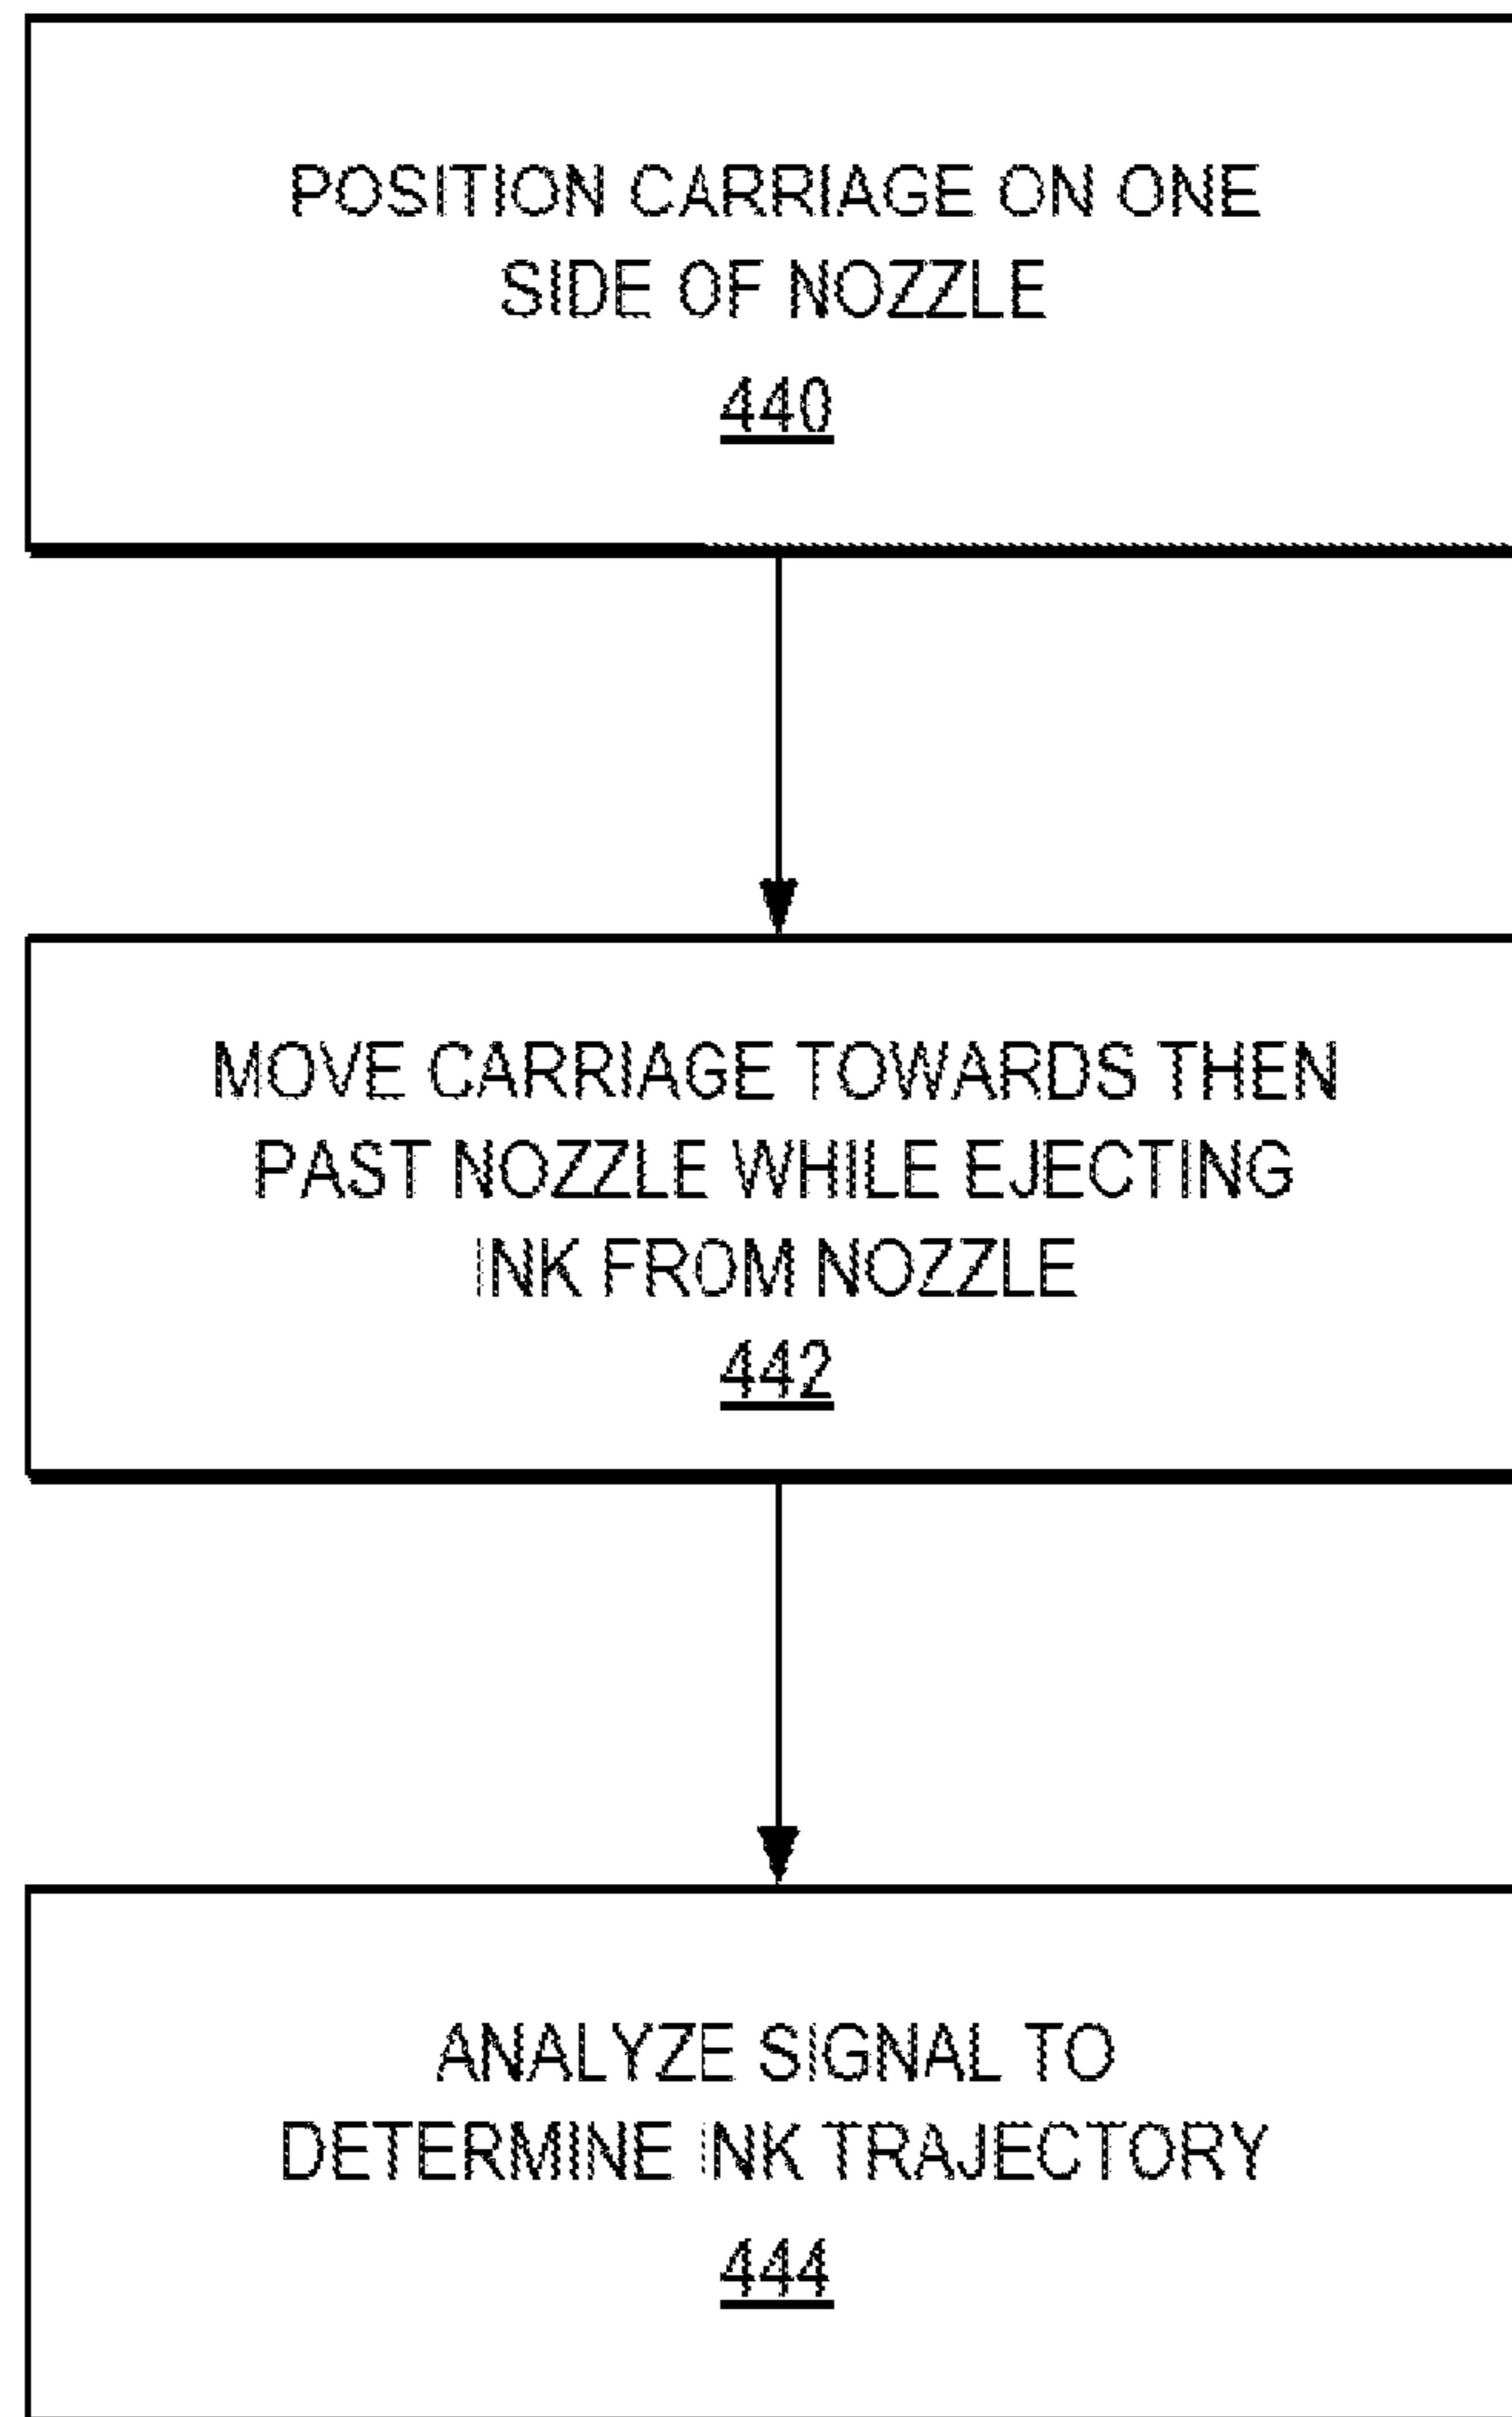 POSITION CARRIAGE ON ONE
SIDE OF NOZZLE
440
MOVE CARRIAGE TOWARDS THEN
PAST NOZZLE WHILE EJECTING
INK FROM NOZZLE
442
ANALYZE SIGNAL TO
DETERMINE INK TRAJECTORY
444